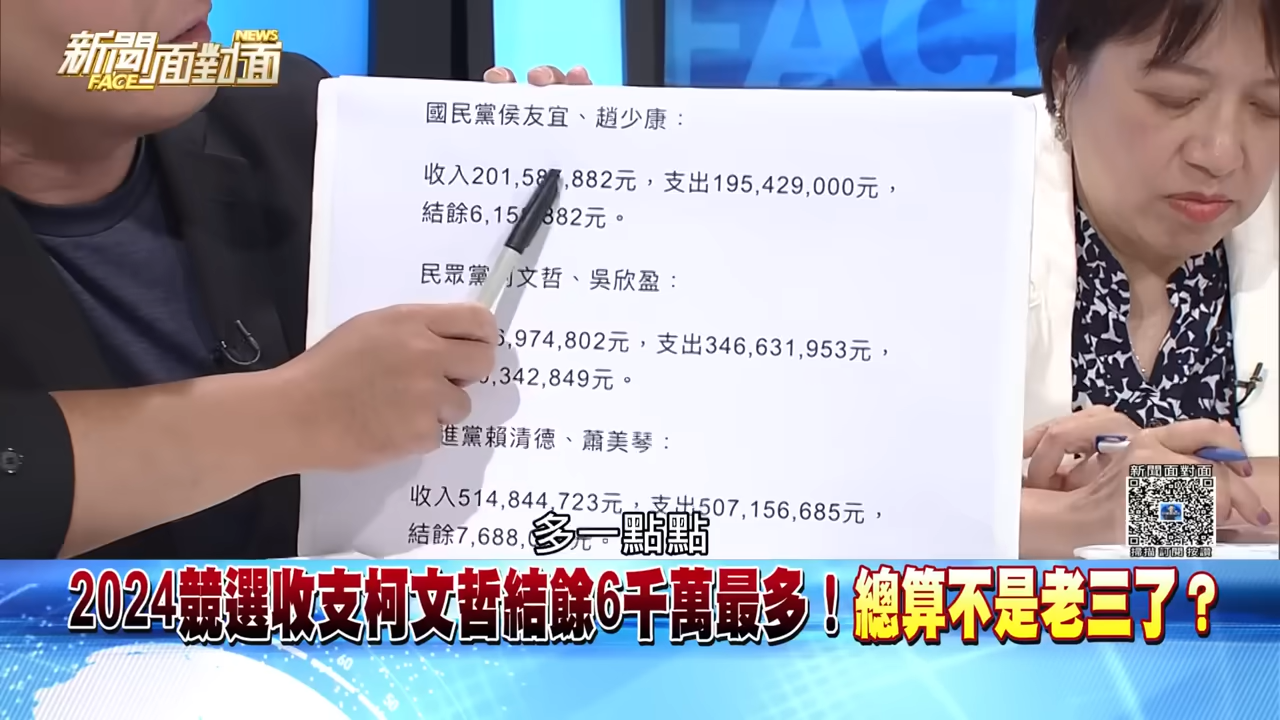 新聞面對面
NEWS
FACE
FACE
國民黨侯友宜、趙少康：
收入201,58,882元，支出195,429,000元，
結餘6,15,882元。
民眾黨文哲、吳欣盈：
6,974,802元，支出346,631,953元，
,342,849元。
進黨賴清德、蕭美琴：
收入514,844,723元，支出507,156,685元，
結餘7,688,元。
多一點點
新聞面對面
掃描 訂閱 按讚
2024競選收支柯文哲結餘6千萬最多！總算不是老三了？